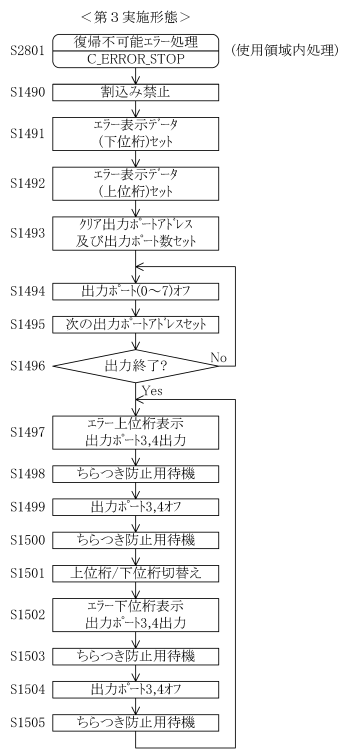 ＜第３実施形態＞
S2801 復帰不可能エラー処理 (使用領域内処理)
C_ERROR_STOP
S1490 割込み禁止
S1491 エラー表示データ
(下位桁)セット
S1492 エラー表示データ
(上位桁)セット
S1493 クリア出力ポートアドレス
及び出力ポート数セット
S1494 出力ポート(0～7)オフ
S1495 次の出力ポートアドレスセット
S1496 出力終了? No
Yes
S1497 エラー上位桁表示
出力ポート3,4出力
S1498 ちらつき防止用待機
S1499 出力ポート3,4オフ
S1500 ちらつき防止用待機
S1501 上位桁/下位桁切替え
S1502 エラー下位桁表示
出力ポート3,4出力
S1503 ちらつき防止用待機
S1504 出力ポート3,4オフ
S1505 ちらつき防止用待機